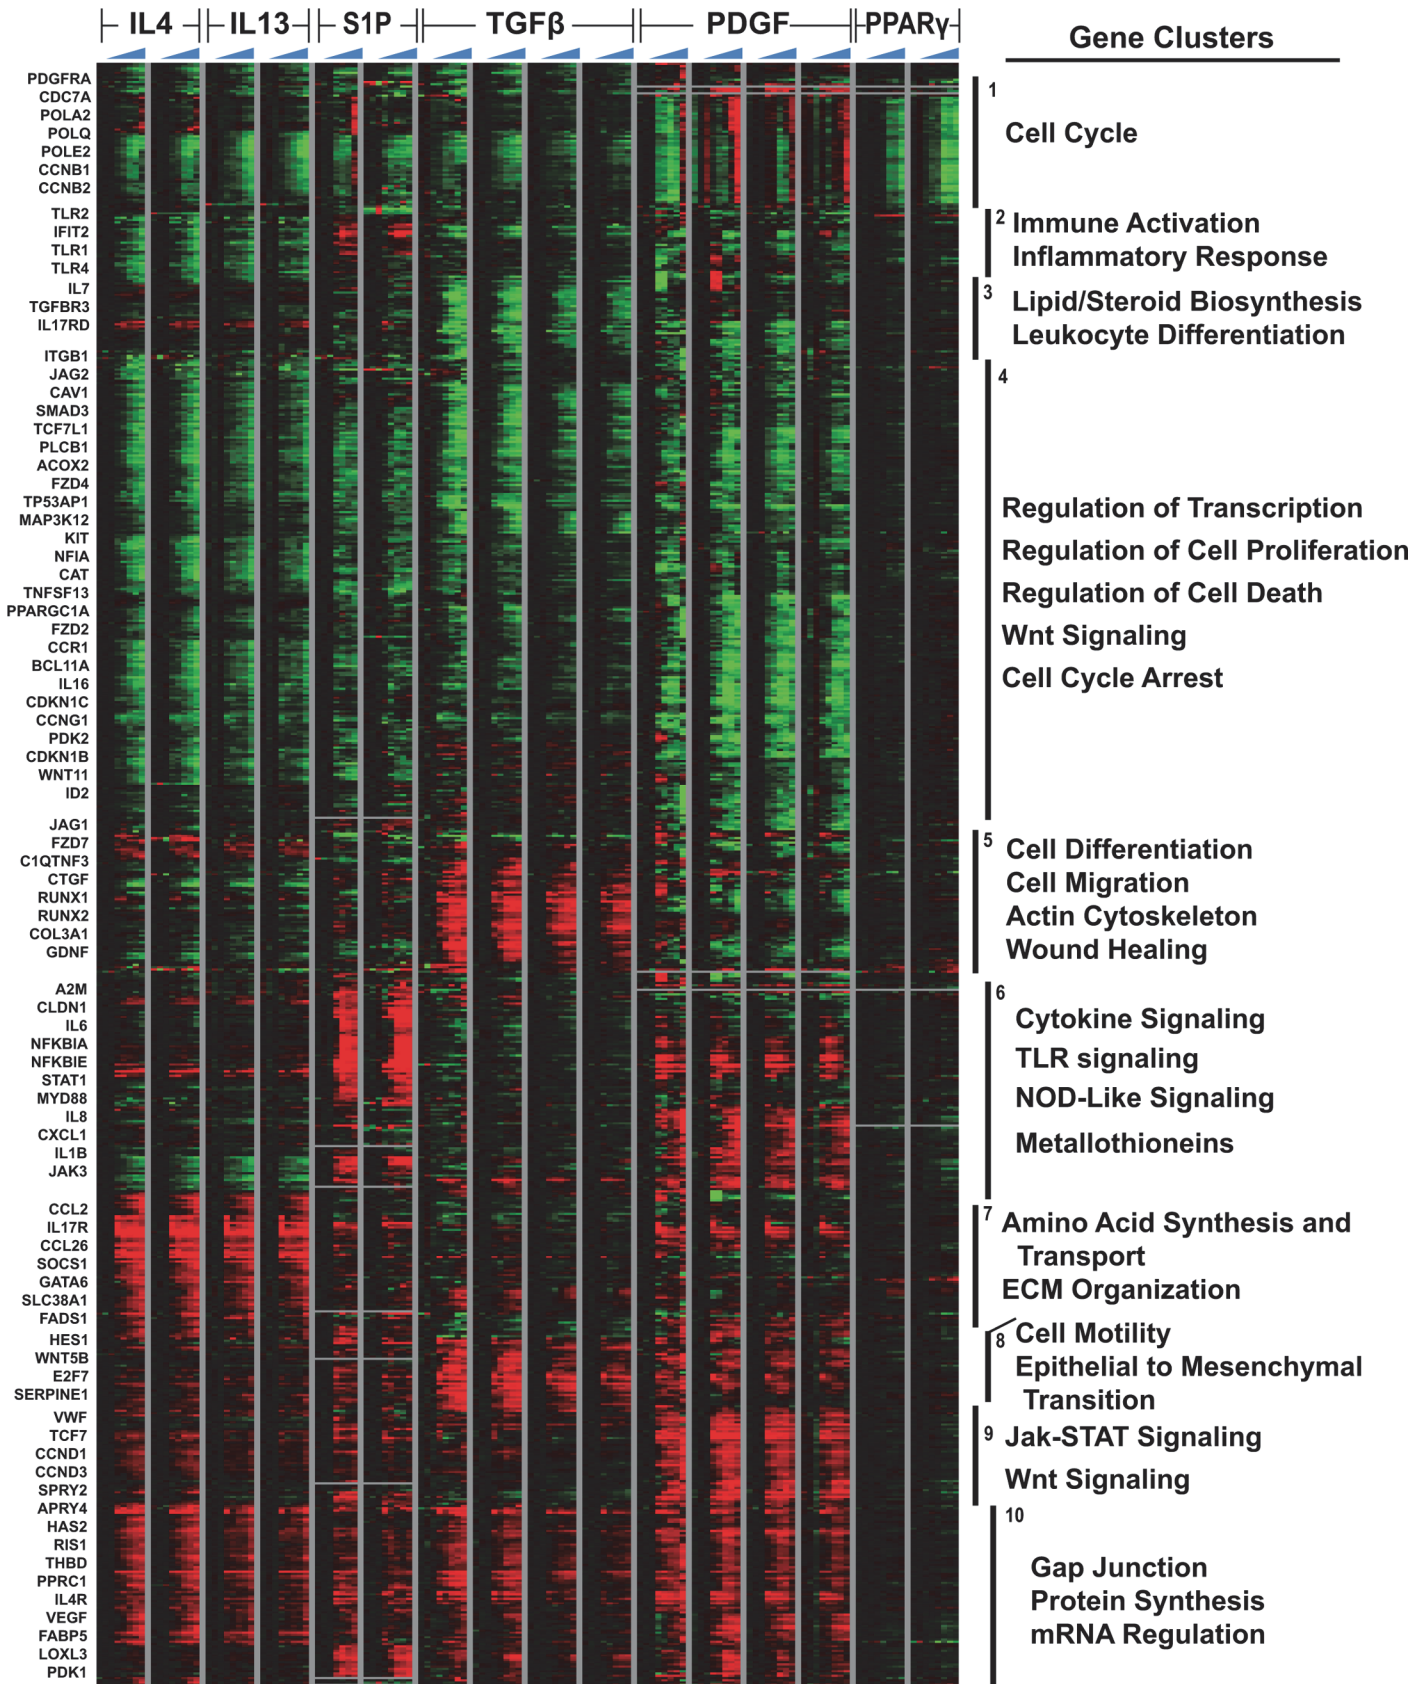 IL4 IL13 S1P TGFβ PDGF PPARγ
Gene Clusters
PDGFRA
CDC7A
POLA2
POLQ
POLE2
CCNB1
CCNB2
TLR2
IFIT2
TLR1
TLR4
IL7
TGFBR3
IL17RD
ITGB1
JAG2
CAV1
SMAD3
TCF7L1
PLCB1
ACOX2
FZD4
TP53AP1
MAP3K12
KIT
NFIA
CAT
TNFSF13
PPARGC1A
FZD2
CCR1
BCL11A
IL16
CDKN1C
CCNG1
PDK2
CDKN1B
WNT11
ID2
JAG1
FZD7
C1QTNF3
CTGF
RUNX1
RUNX2
COL3A1
GDNF
A2M
CLDN1
IL6
NFKBIA
NFKBIE
STAT1
MYD88
IL8
CXCL1
IL1B
JAK3
CCL2
IL17R
CCL26
SOCS1
GATA6
SLC38A1
FADS1
HES1
WNT5B
E2F7
SERPINE1
VWF
TCF7
CCND1
CCND3
SPRY2
APRY4
HAS2
RIS1
THBD
PPRC1
IL4R
VEGF
FABP5
LOXL3
PDK1
1
Cell Cycle
2
Immune Activation
Inflammatory Response
3
Lipid/Steroid Biosynthesis
Leukocyte Differentiation
4
Regulation of Transcription
Regulation of Cell Proliferation
Regulation of Cell Death
Wnt Signaling
Cell Cycle Arrest
5
Cell Differentiation
Cell Migration
Actin Cytoskeleton
Wound Healing
6
Cytokine Signaling
TLR signaling
NOD-Like Signaling
Metallothioneins
7
Amino Acid Synthesis and
Transport
ECM Organization
8
Cell Motility
Epithelial to Mesenchymal
Transition
9
Jak-STAT Signaling
Wnt Signaling
10
Gap Junction
Protein Synthesis
mRNA Regulation